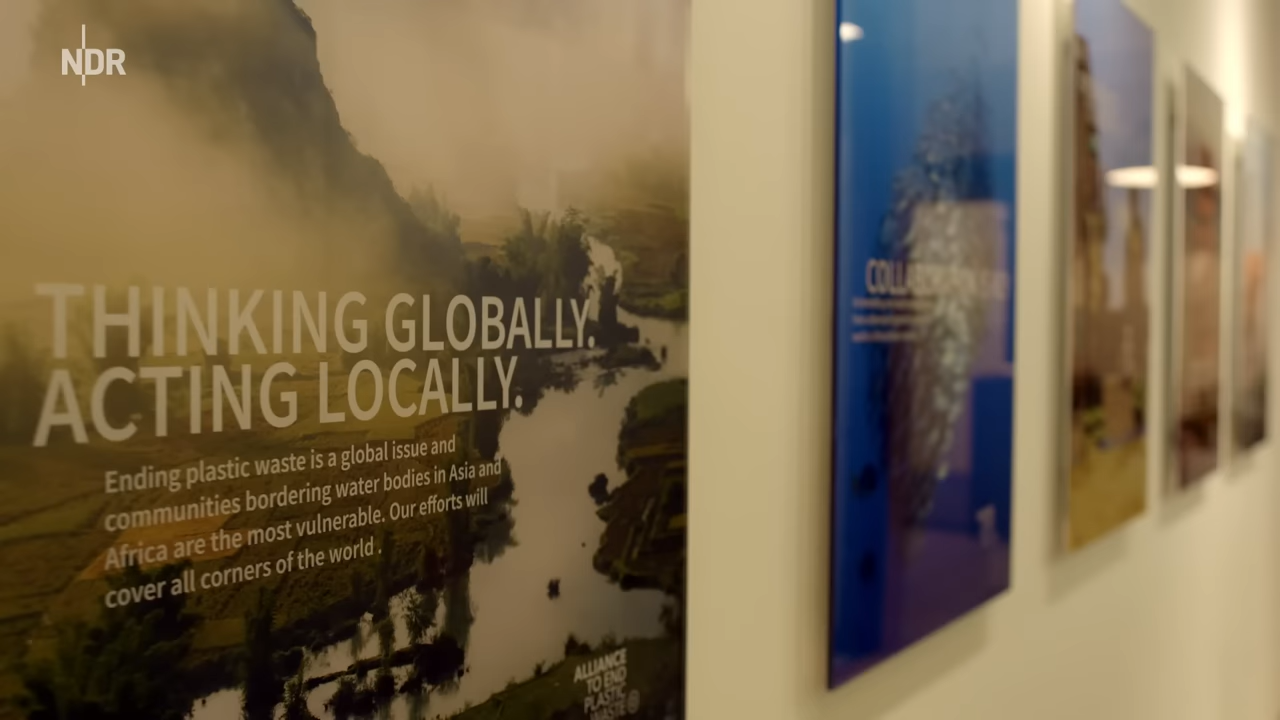 NDR
THINKING GLOBALLY.
ACTING LOCALLY.
Ending plastic waste is a global issue and
communities bordering water bodies in Asia and
Africa are the most vulnerable. Our efforts will
cover all corners of the world .
ALLIANCE
TO END
PLASTIC
WASTE